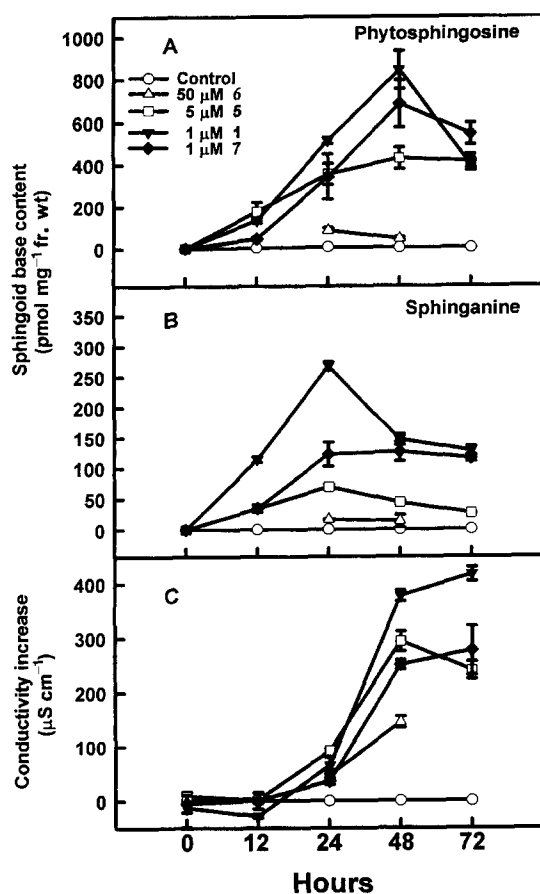 A
Phytosphingosine
Control
50 μM 6
5 μM 5
1 μM 1
1 μM 7
1000
800
600
400
200
0
Sphingoid base content
(pmol mg⁻¹ fr. wt)
B
Sphinganine
350
300
250
200
150
100
50
0
C
400
300
200
100
0
Conductivity increase
(μS cm⁻¹)
0 12 24 48 72
Hours